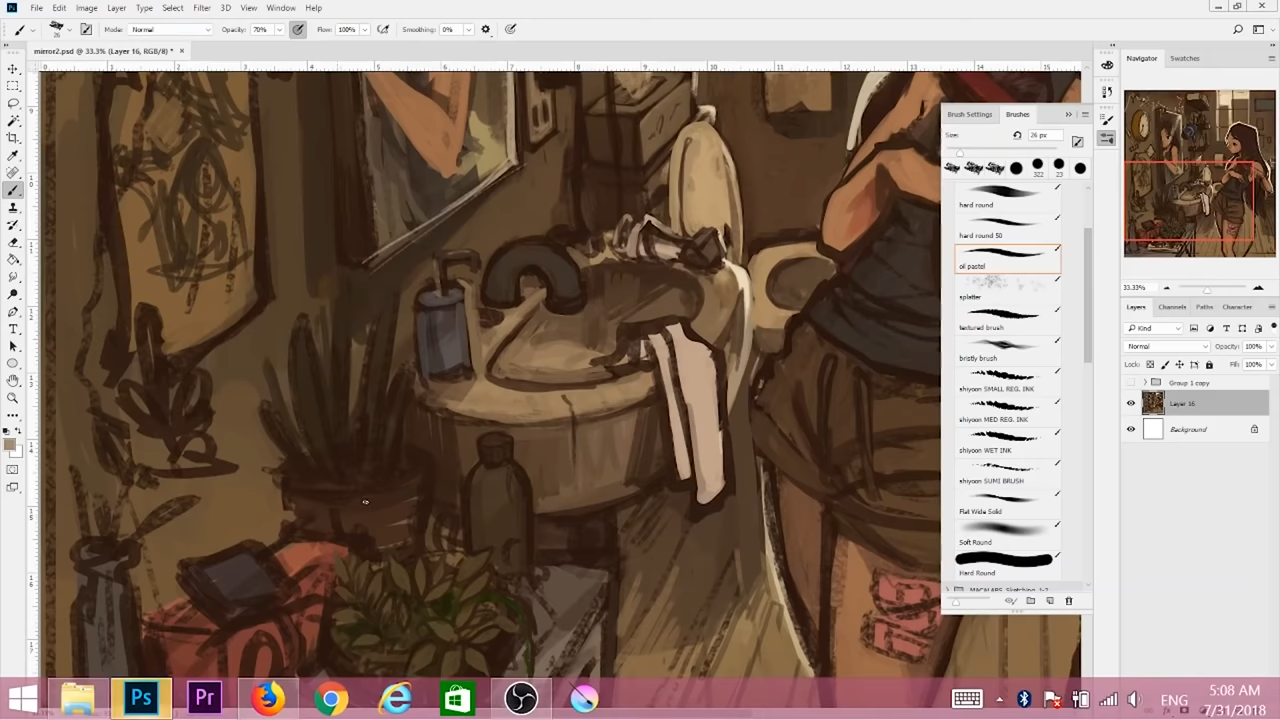 File Edit Image Layer Type Select Filter 3D View Window Help
Mode: Normal Opacity: 70% Flow: 100% Smoothing: 0%
mirror2.psd @ 33.3% (Layer 16, RGB/8) *
Navigator Swatches
Brush Settings Brushes
Size: 26 px
322 23
hard round
hard round 50
oil pastel
splatter
textured brush
bristly brush
shiyoon SMALL REG. INK
shiyoon MED REG. INK
shiyoon WET INK
shiyoon SUMI BRUSH
Flat Wide Solid
Soft Round
Hard Round
33.33%
Layers Channels Paths Character
Kind
Normal Opacity: 100%
Lock: Fill: 100%
Group 1 copy
Layer 16
Background
Ps Pr
ENG
5:08 AM
7/31/2018